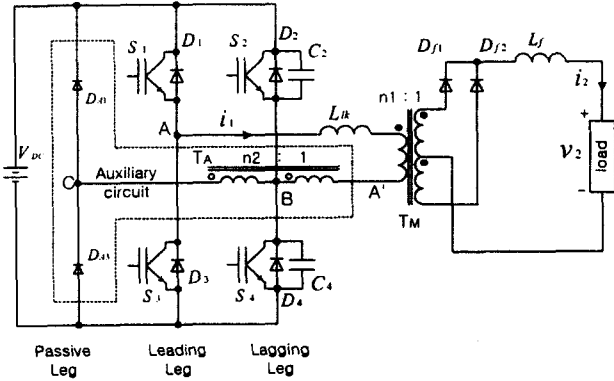 S1
D1
S2
D2
C2
Df1
Df2
Lf
DA1
i1
Llk
n1 : 1
i2
VDC
A
+
v2
load
-
TA
n2 : 1
C
Auxiliary
circuit
B
A'
TM
DA3
S3
D3
S4
D4
C4
Passive
Leg
Leading
Leg
Lagging
Leg